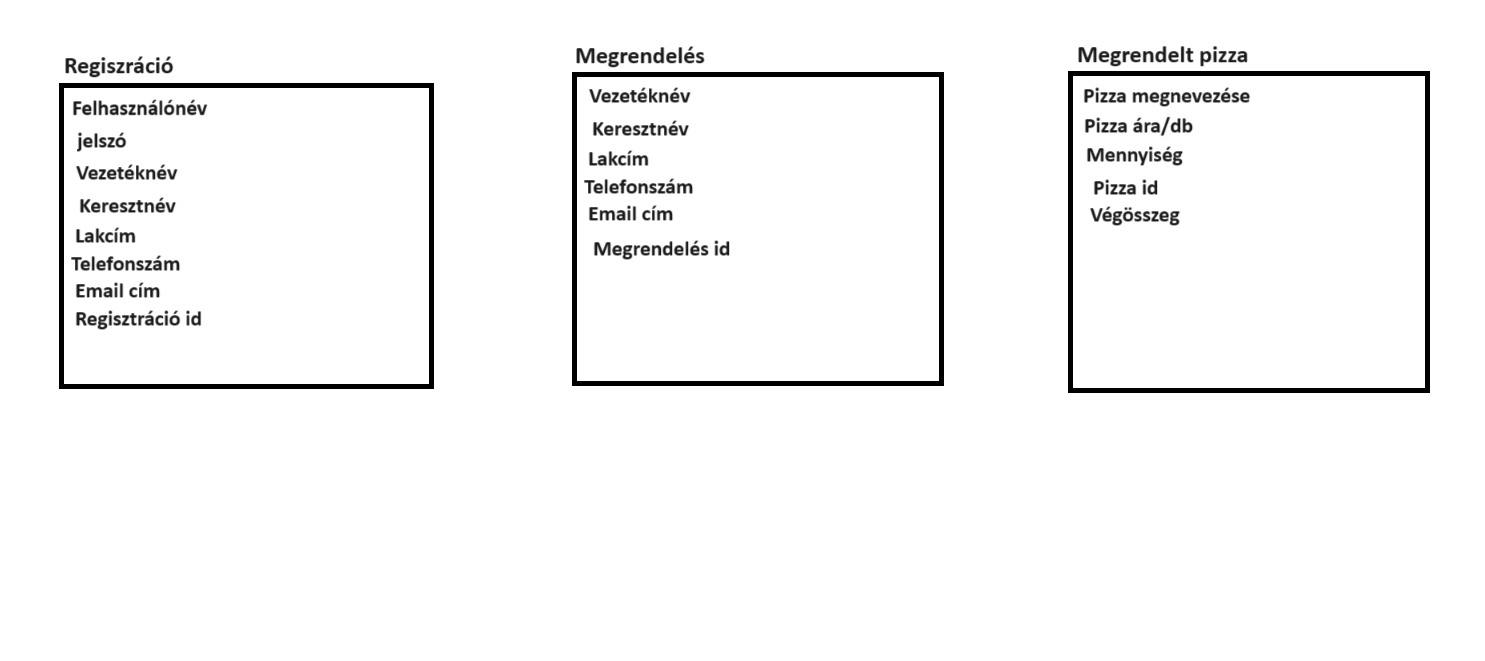 Regiszráció
Felhasználónév
jelszó
Vezetéknév
Keresztnév
Lakcím
Telefonszám
Email cím
Regisztráció id
Megrendelés
Vezetéknév
Keresztnév
Lakcím
Telefonszám
Email cím
Megrendelés id
Megrendelt pizza
Pizza megnevezése
Pizza ára/db
Mennyiség
Pizza id
Végösszeg